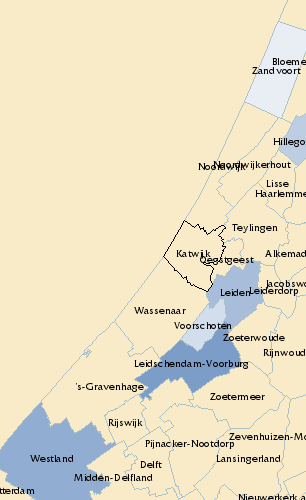 Bloeme
Zandvoort
Hillego
Noordwijk
Noordwijkerhout
Lisse
Haarlemme
Teylingen
Katwijk
Oegstgeest
Alkemad
Leiden
Leiderdorp
Jacobswo
Wassenaar
Voorschoten
Zoeterwoude
Rijnwoud
Leidschendam-Voorburg
's-Gravenhage
Zoetermeer
Rijswijk
Zevenhuizen-Mo
Pijnacker-Nootdorp
Westland
Delft
Lansingerland
Midden-Delfland
tterdam
Nieuwerkerk a